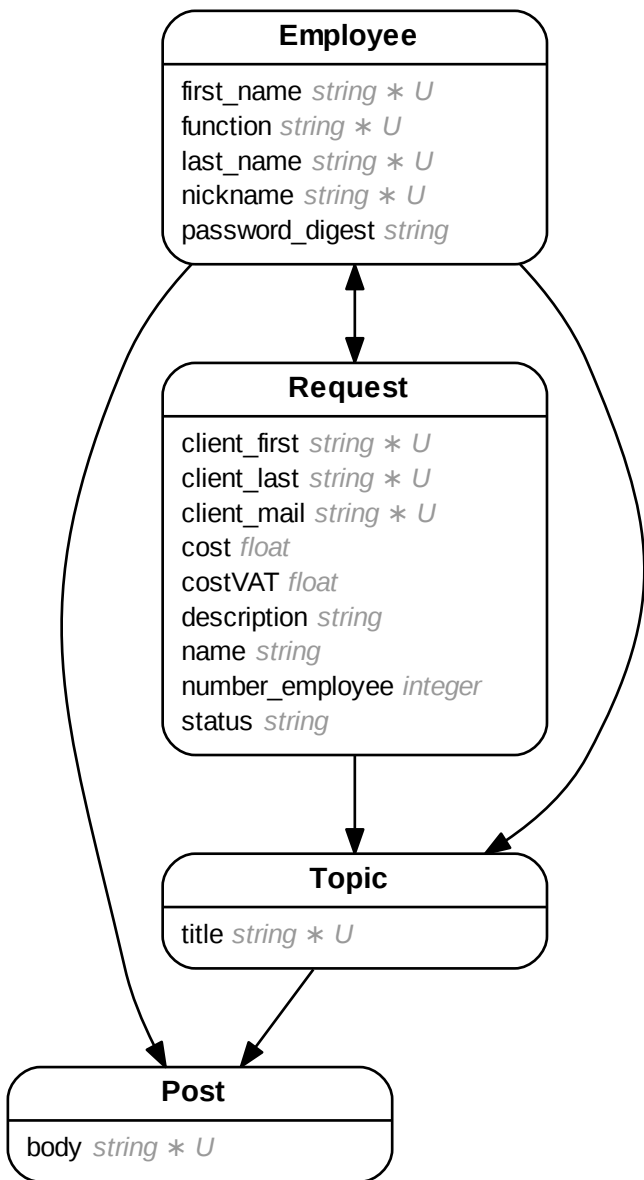 Employee
first_name string ∗ U
function string ∗ U
last_name string ∗ U
nickname string ∗ U
password_digest string
Request
client_first string ∗ U
client_last string ∗ U
client_mail string ∗ U
cost float
costVAT float
description string
name string
number_employee integer
status string
Topic
title string ∗ U
Post
body string ∗ U